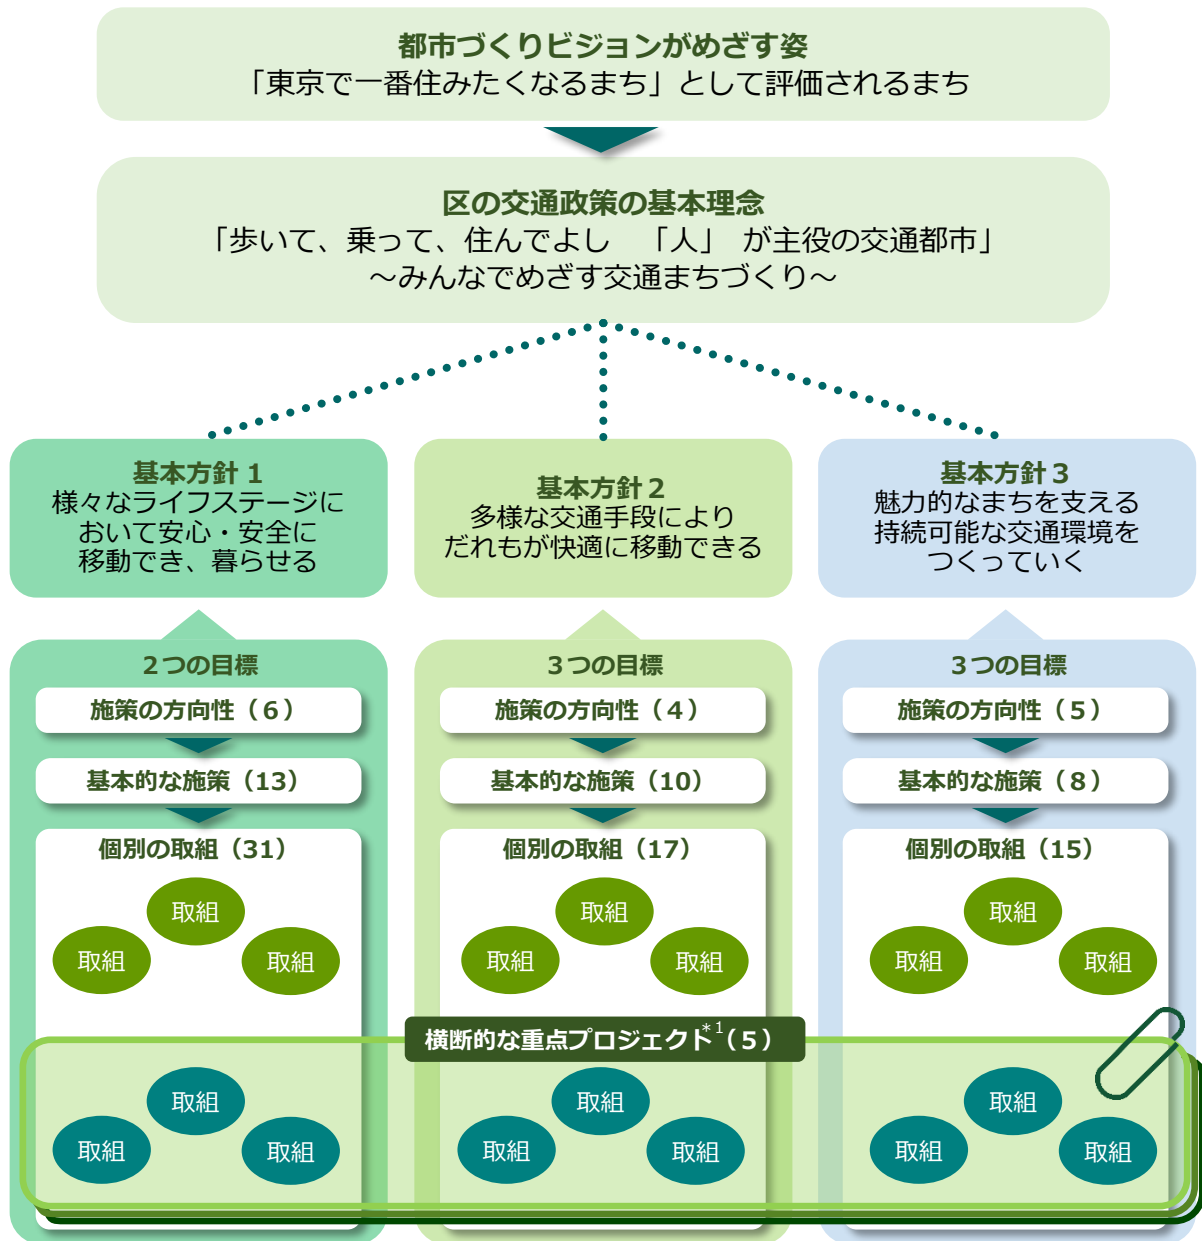 都市づくりビジョンがめざす姿
「東京で一番住みたくなるまち」として評価されるまち
区の交通政策の基本理念
「歩いて、乗って、住んでよし　「人」 が主役の交通都市」
～みんなでめざす交通まちづくり～
基本方針１
様々なライフステージに
おいて安心・安全に
移動でき、暮らせる
基本方針２
多様な交通手段により
だれもが快適に移動できる
基本方針３
魅力的なまちを支える
持続可能な交通環境を
つくっていく
２つの目標
施策の方向性（６）
基本的な施策（13）
個別の取組（31）
取組
取組
取組
３つの目標
施策の方向性（４）
基本的な施策（10）
個別の取組（17）
取組
取組
取組
３つの目標
施策の方向性（５）
基本的な施策（８）
個別の取組（15）
取組
取組
取組
横断的な重点プロジェクト*1（５）
取組
取組
取組
取組
取組
取組
取組
取組
取組